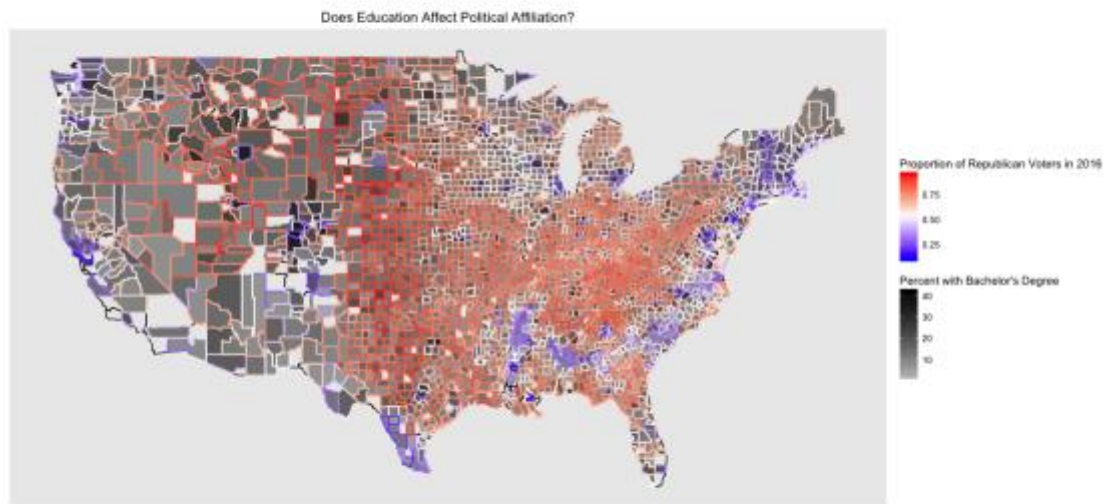 Does Education Affect Political Affiliation?
Proportion of Republican Voters in 2016
0.75
0.50
0.25
Percent with Bachelor's Degree
40
30
20
10